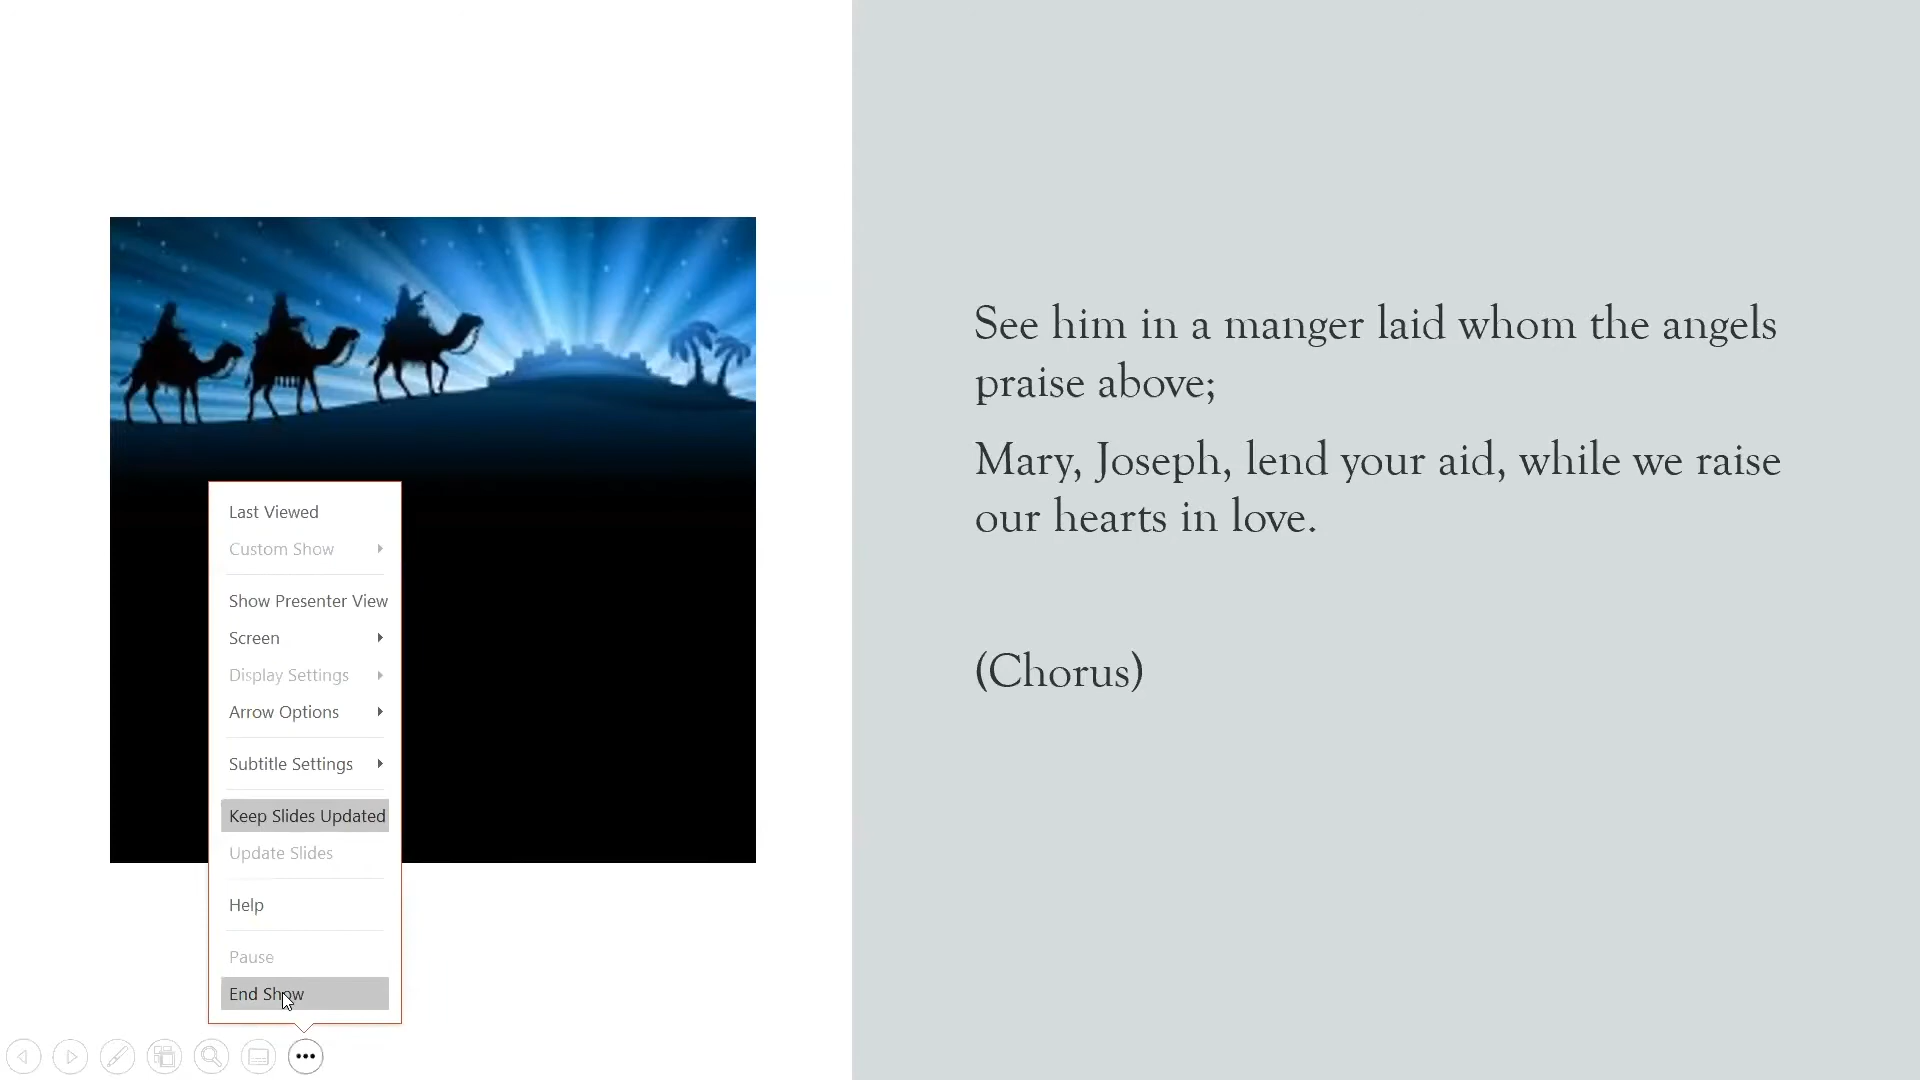 See him in a manger laid whom the angels
praise above;
Mary, Joseph, lend your aid, while we raise
our hearts in love.
(Chorus)
Last Viewed
Custom Show
Show Presenter View
Screen
Display Settings
Arrow Options
Subtitle Settings
Keep Slides Updated
Update Slides
Help
Pause
End Show